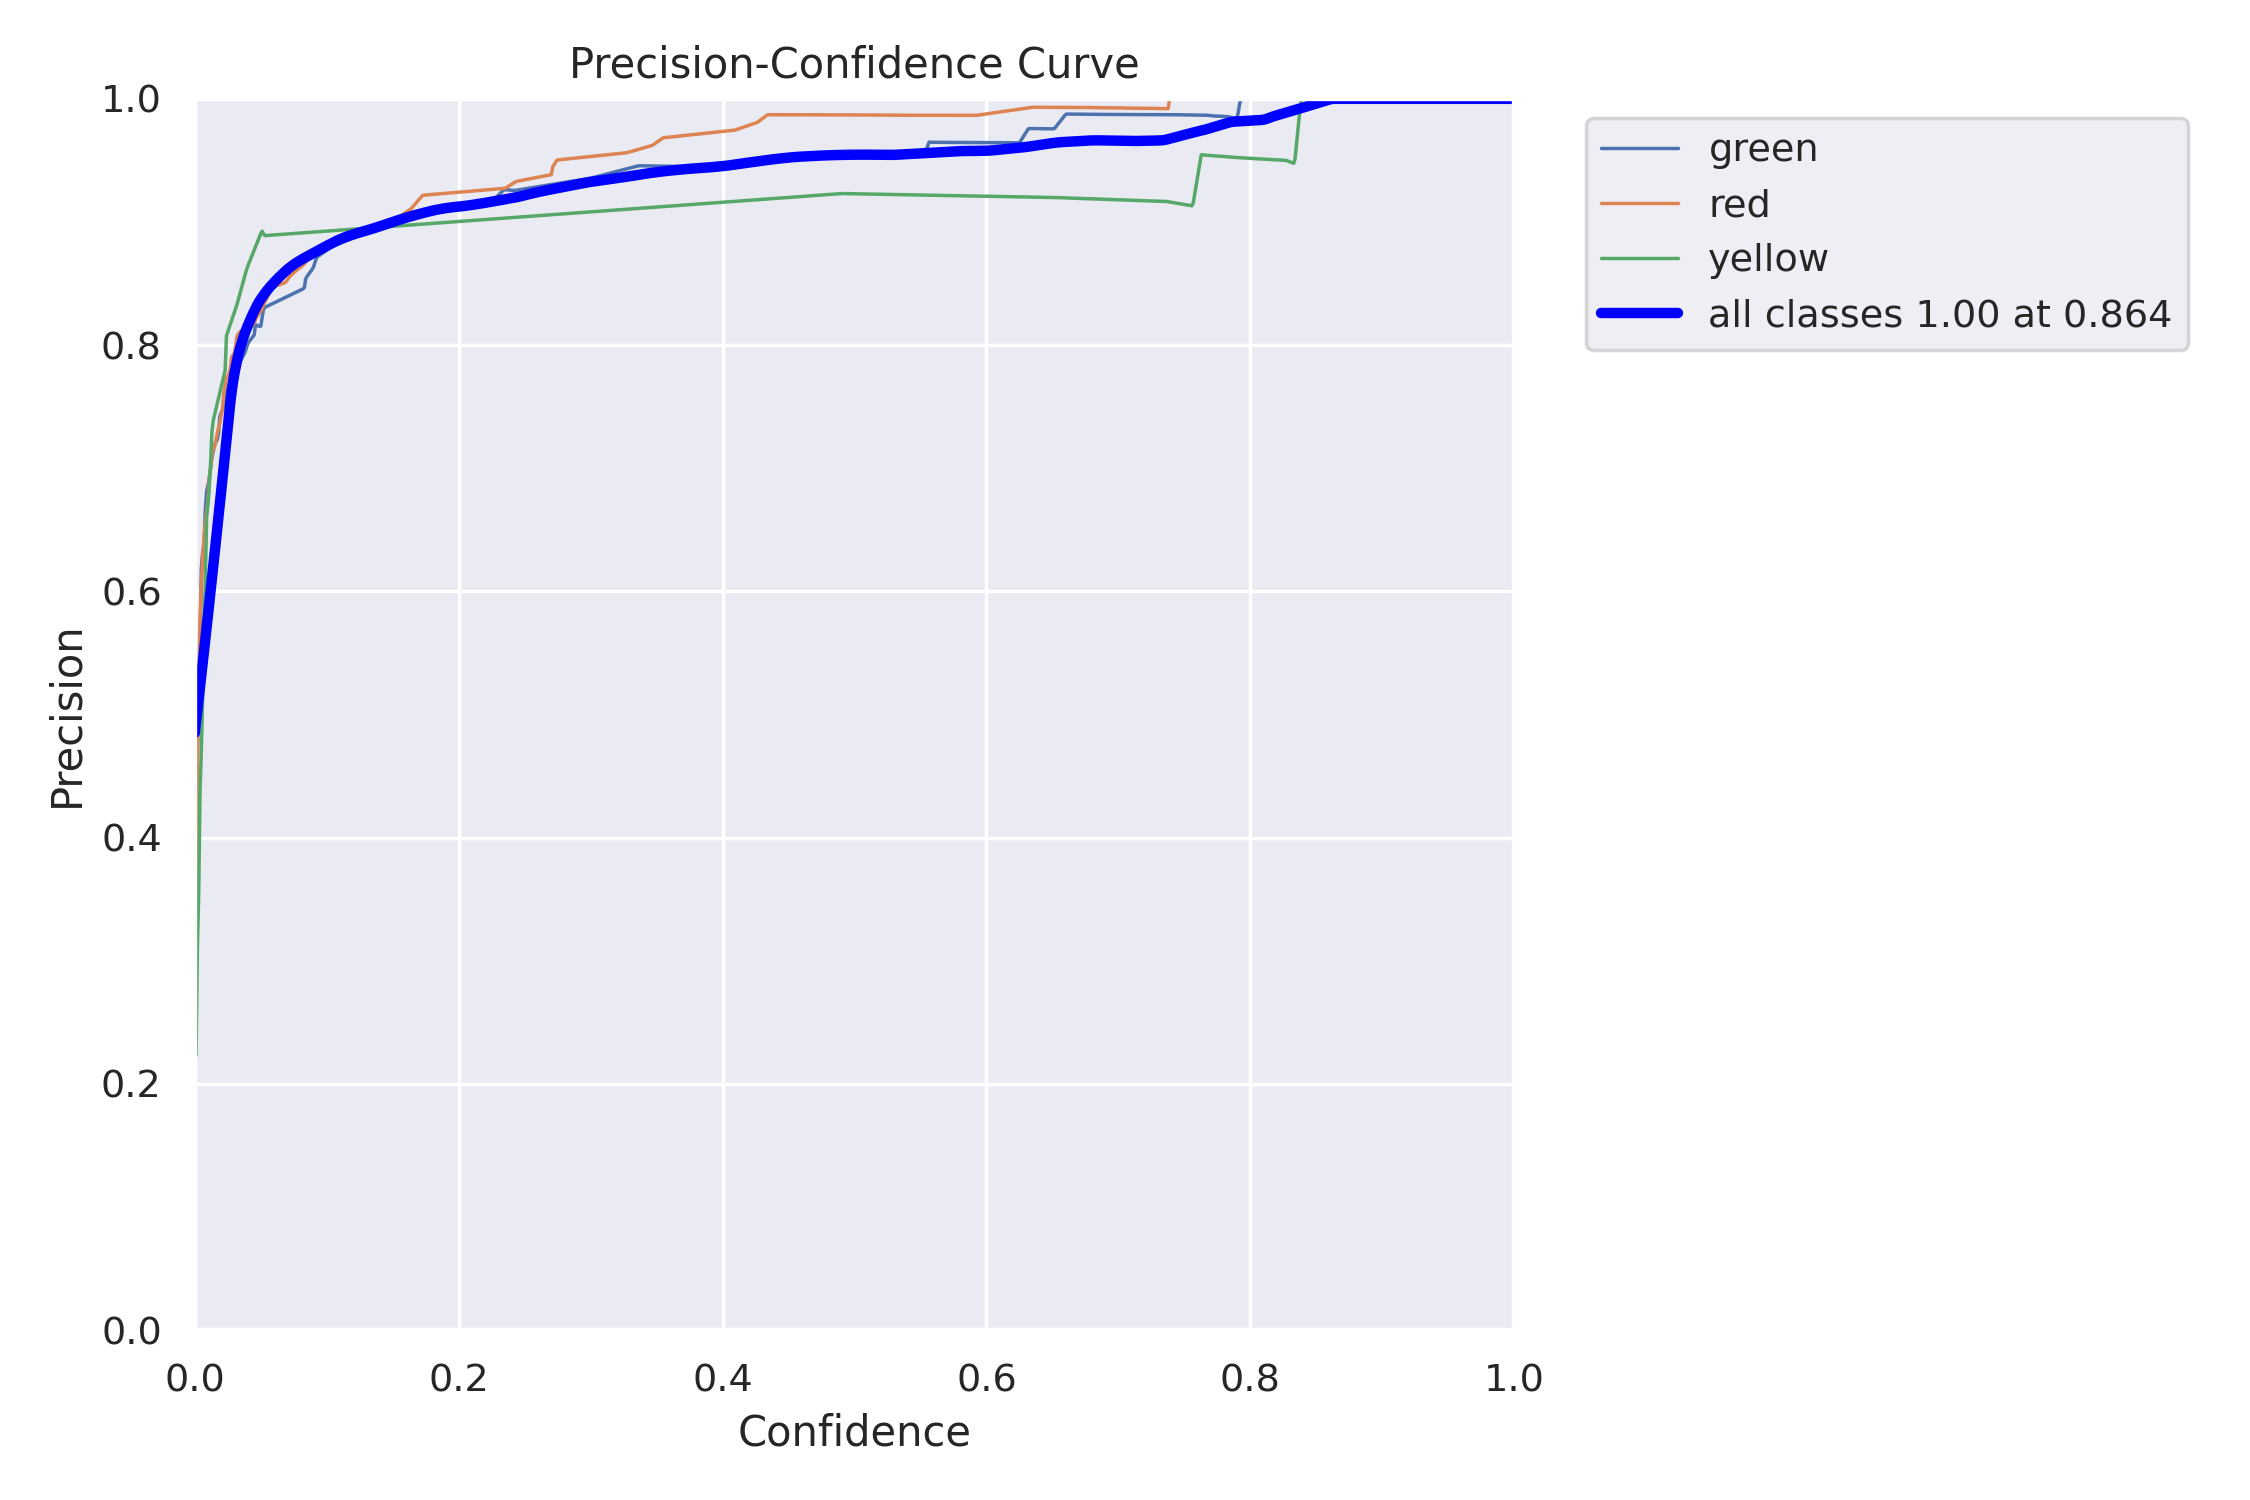 Precision-Confidence Curve
1.0
0.8
0.6
0.4
0.2
0.0
Precision
0.0 0.2 0.4 0.6 0.8 1.0
Confidence
green
red
yellow
all classes 1.00 at 0.864